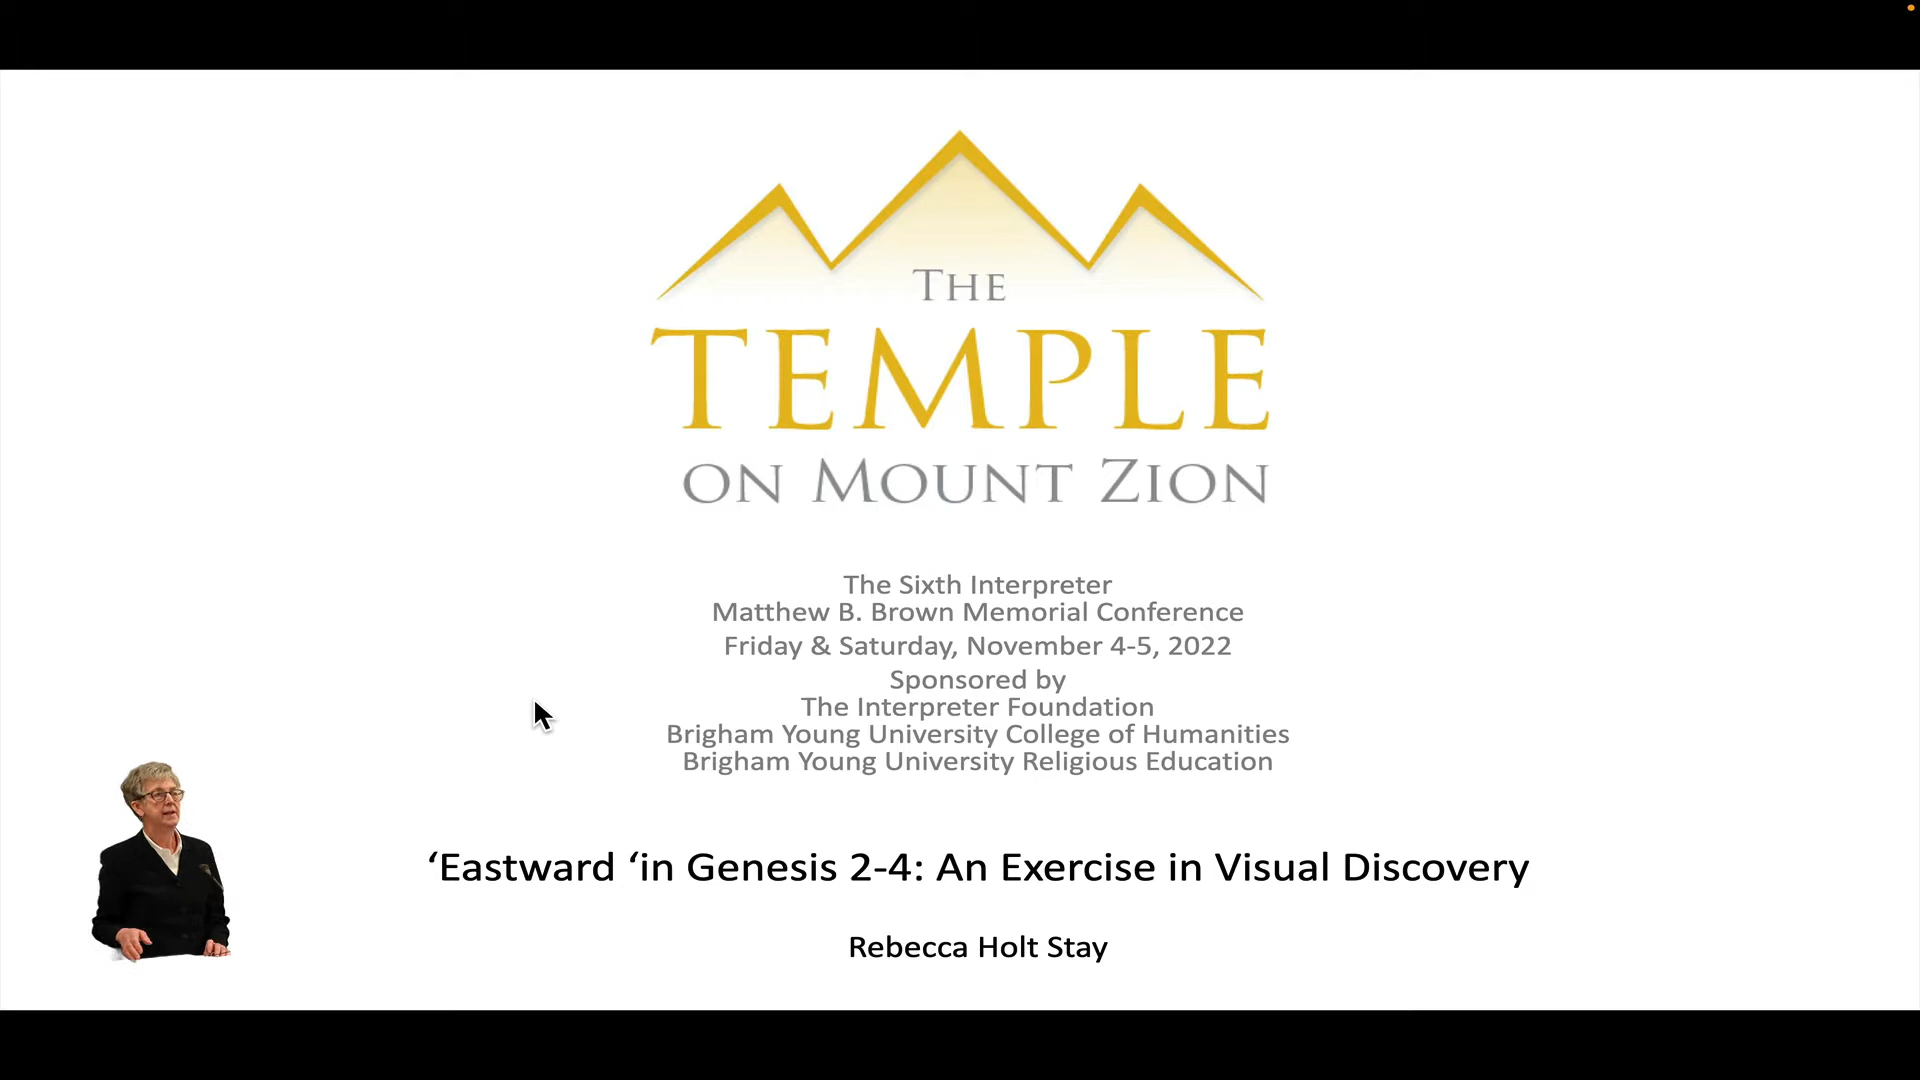 THE
TEMPLE
ON MOUNT ZION
The Sixth Interpreter
Matthew B. Brown Memorial Conference
Friday & Saturday, November 4-5, 2022
Sponsored by
The Interpreter Foundation
Brigham Young University College of Humanities
Brigham Young University Religious Education
‘Eastward ‘in Genesis 2-4: An Exercise in Visual Discovery
Rebecca Holt Stay